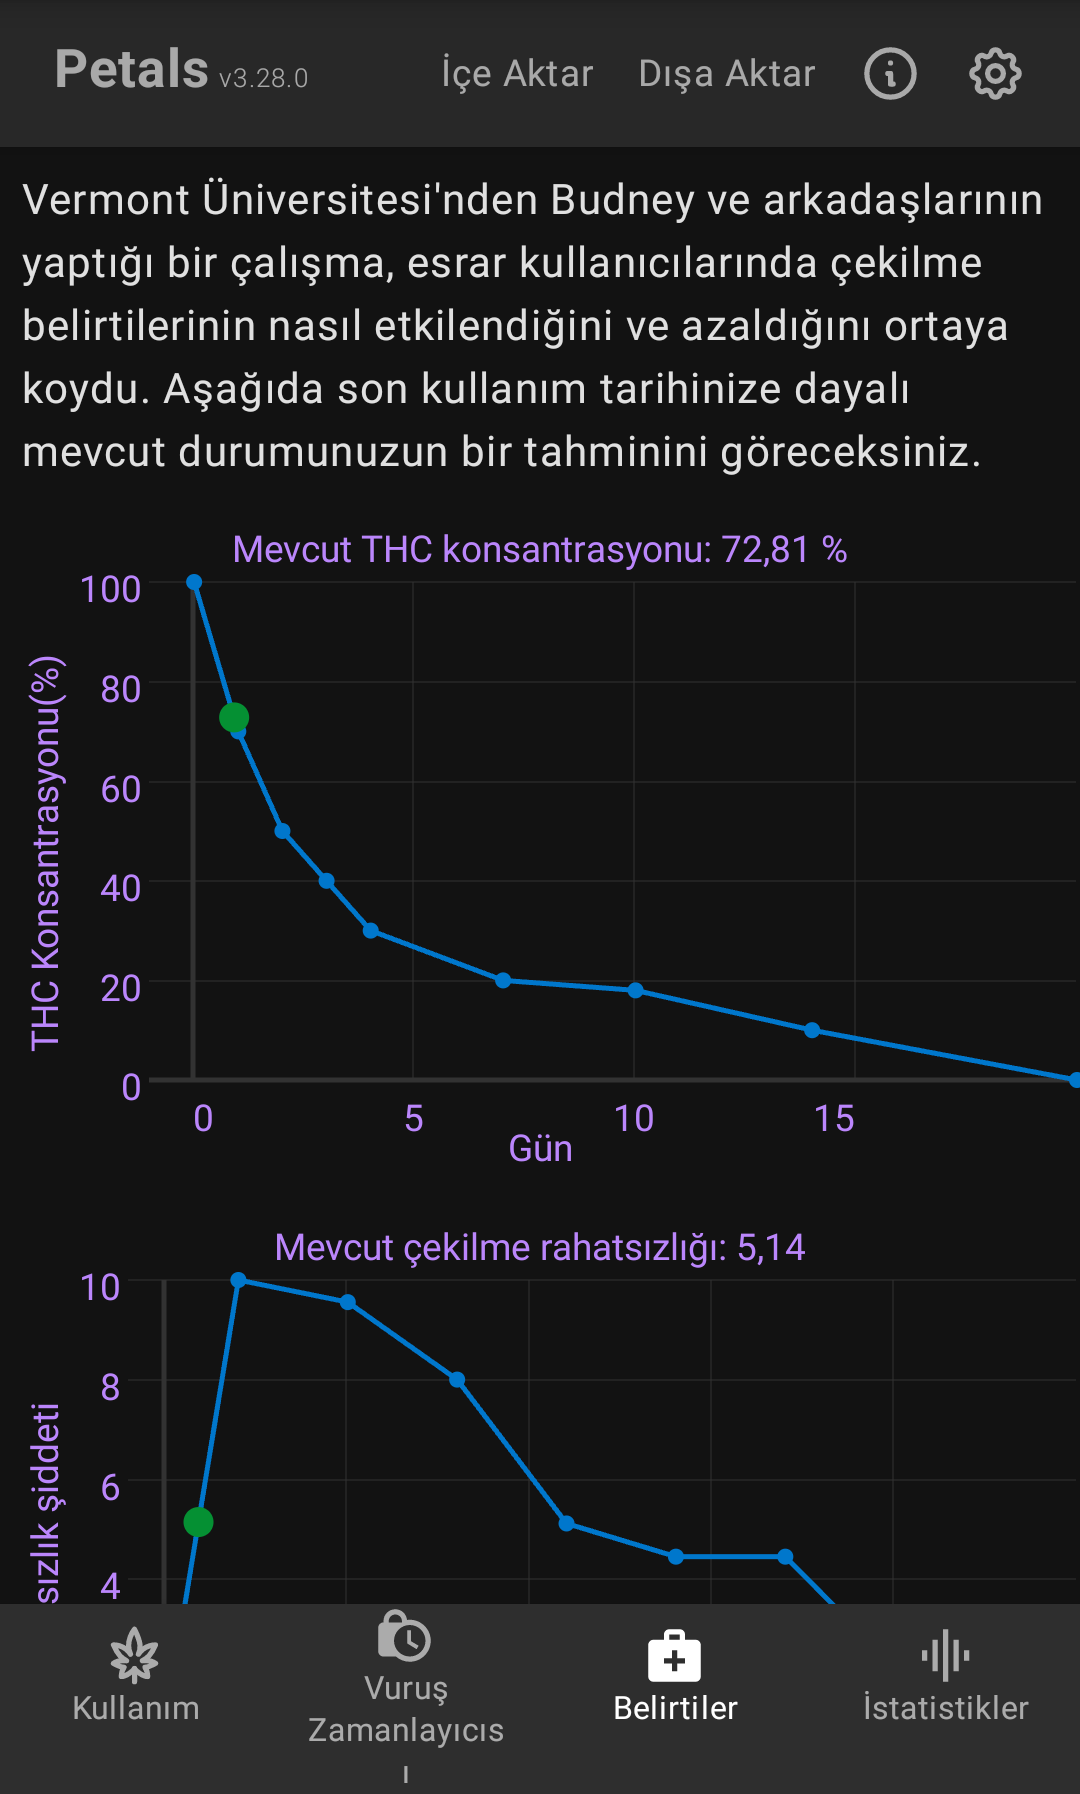 Petals v3.28.0 İçe Aktar Dışa Aktar
Vermont Üniversitesi'nden Budney ve arkadaşlarının
yaptığı bir çalışma, esrar kullanıcılarında çekilme
belirtilerinin nasıl etkilendiğini ve azaldığını ortaya
koydu. Aşağıda son kullanım tarihinize dayalı
mevcut durumunuzun bir tahminini göreceksiniz.
Mevcut THC konsantrasyonu: 72,81 %
THC Konsantrasyonu(%)
100
80
60
40
20
0
0 5 10 15
Gün
Mevcut çekilme rahatsızlığı: 5,14
sızlık şiddeti
10
8
6
4
Kullanım
Vuruş
Zamanlayıcıs
ı
Belirtiler
İstatistikler